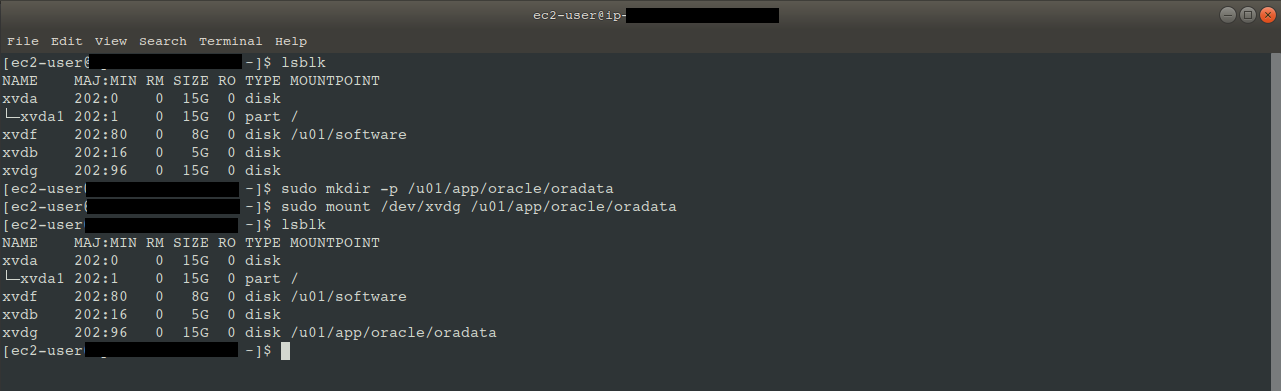 ec2-user@ip-
File Edit View Search Terminal Help
[ec2-user@ ~]$ lsblk
NAME    MAJ:MIN RM SIZE RO TYPE MOUNTPOINT
xvda    202:0    0  15G  0 disk
└─xvda1 202:1    0  15G  0 part /
xvdf    202:80   0   8G  0 disk /u01/software
xvdb    202:16   0   5G  0 disk
xvdg    202:96   0  15G  0 disk
[ec2-user ~]$ sudo mkdir -p /u01/app/oracle/oradata
[ec2-user ~]$ sudo mount /dev/xvdg /u01/app/oracle/oradata
[ec2-user ~]$ lsblk
NAME    MAJ:MIN RM SIZE RO TYPE MOUNTPOINT
xvda    202:0    0  15G  0 disk
└─xvda1 202:1    0  15G  0 part /
xvdf    202:80   0   8G  0 disk /u01/software
xvdb    202:16   0   5G  0 disk
xvdg    202:96   0  15G  0 disk /u01/app/oracle/oradata
[ec2-user ~]$